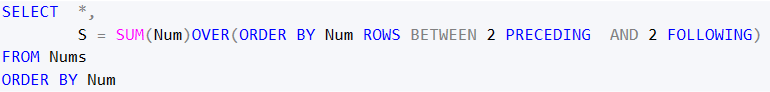 SELECT  *,
        S = SUM(Num)OVER(ORDER BY Num ROWS BETWEEN 2 PRECEDING  AND 2 FOLLOWING)
FROM Nums
ORDER BY Num